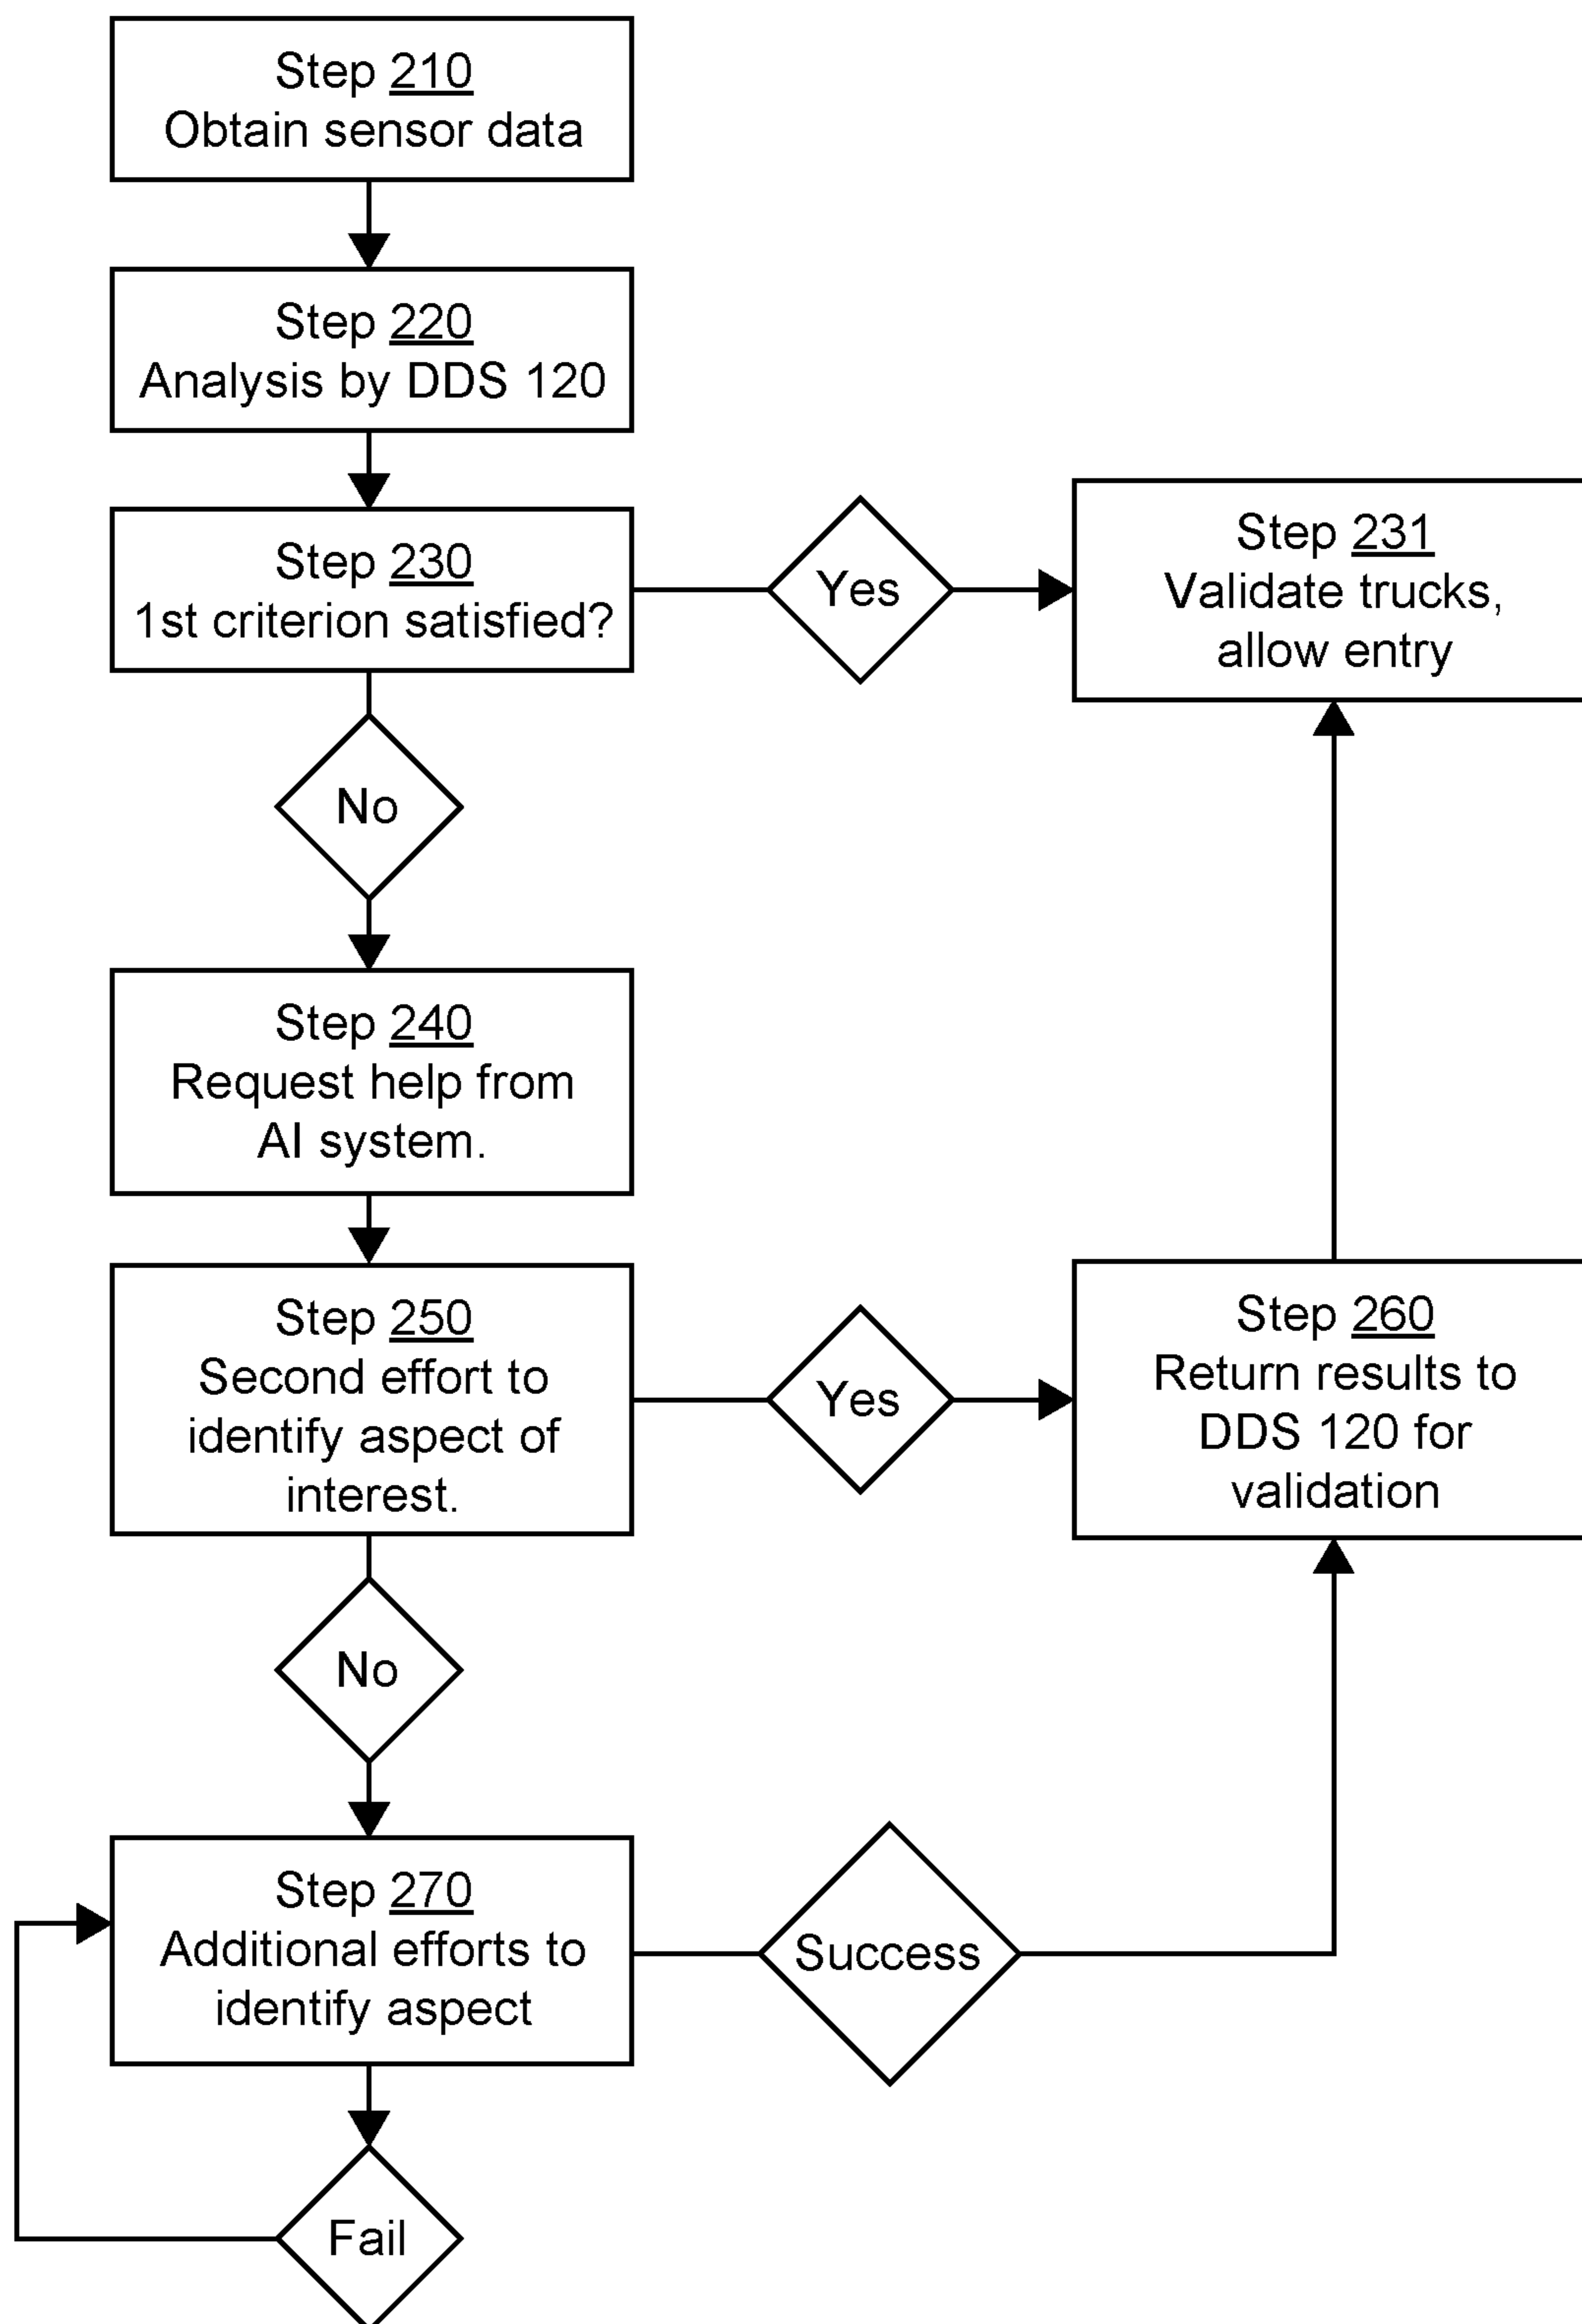 Step 210
Obtain sensor data
Step 220
Analysis by DDS 120
Step 230
1st criterion satisfied?
Yes
Step 231
Validate trucks,
allow entry
No
Step 240
Request help from
AI system.
Step 250
Second effort to
identify aspect of
interest.
Yes
Step 260
Return results to
DDS 120 for
validation
No
Step 270
Additional efforts to
identify aspect
Success
Fail